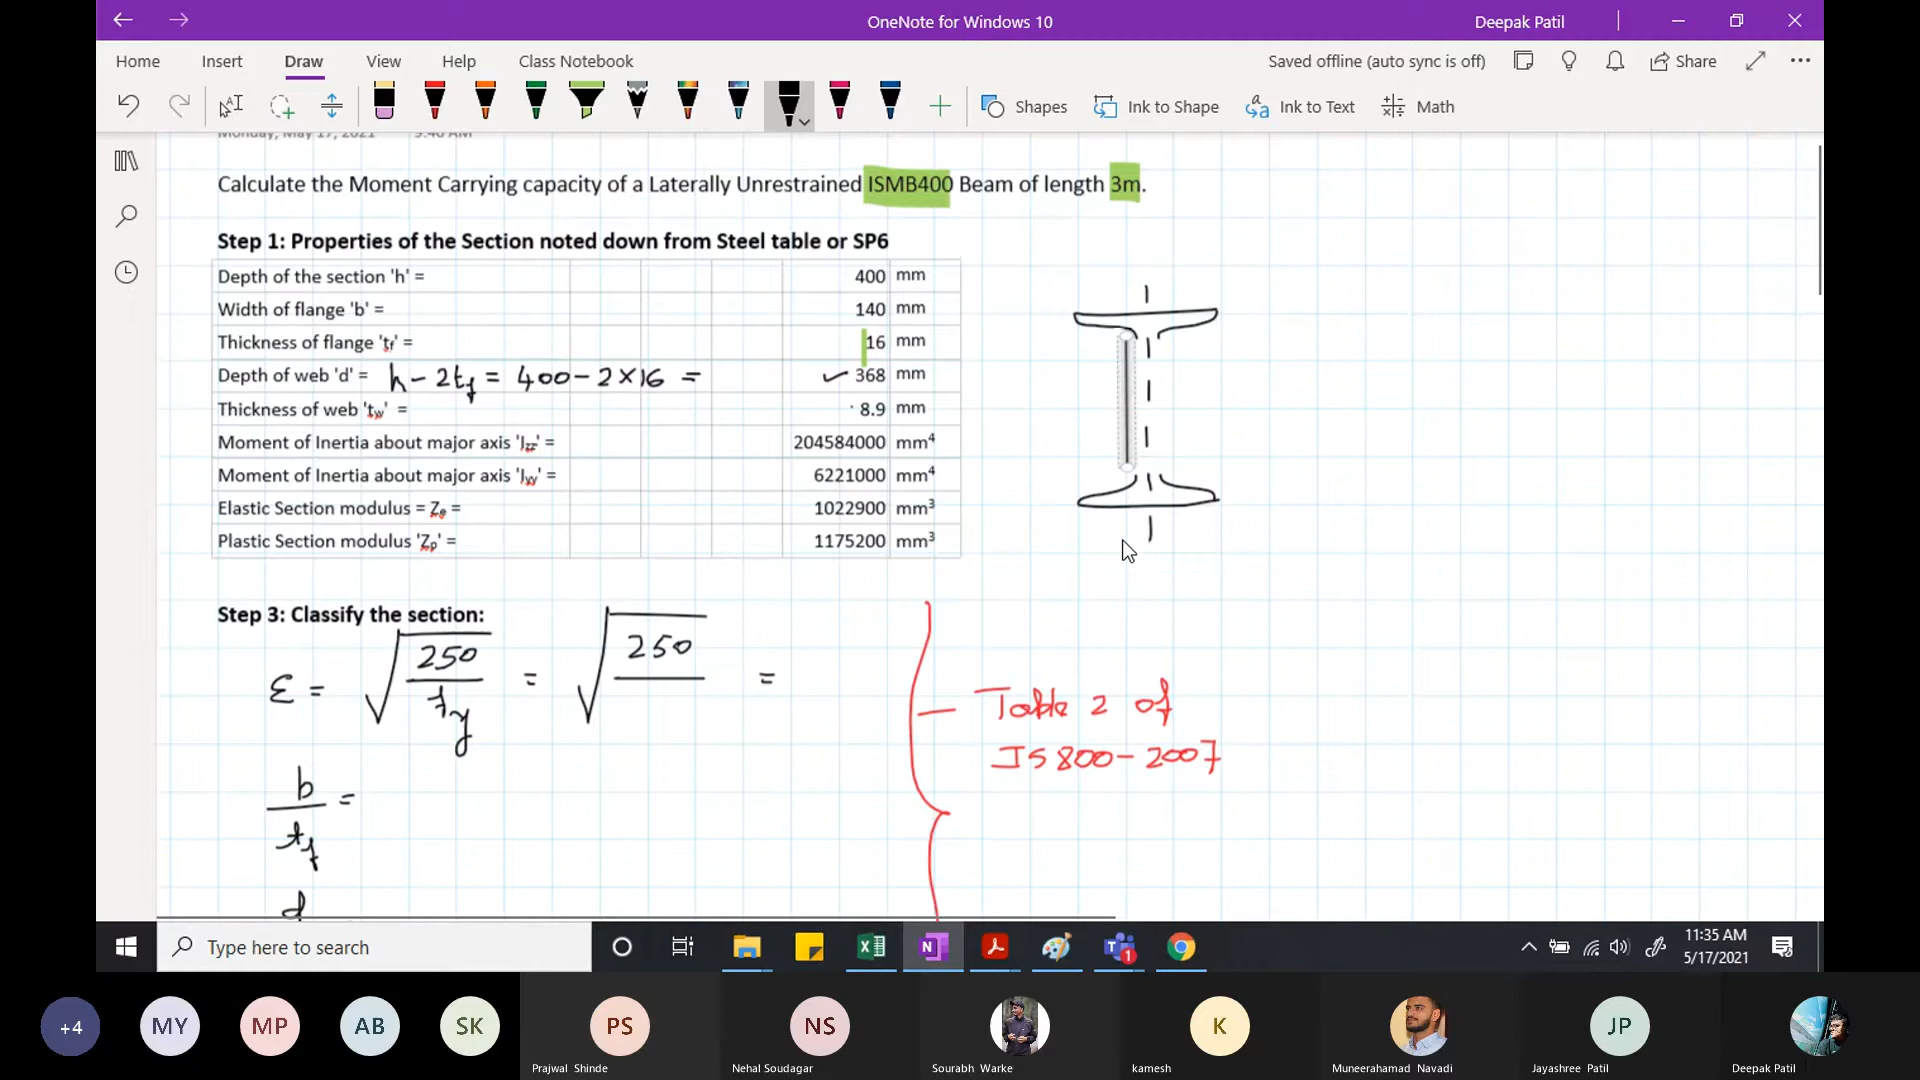 OneNote for Windows 10
Deepak Patil
Home Insert Draw View Help Class Notebook
Saved offline (auto sync is off) Share
Shapes Ink to Shape Ink to Text Math
Monday, May 17, 2021 9:40 AM
Calculate the Moment Carrying capacity of a Laterally Unrestrained ISMB400 Beam of length 3m.
Step 1: Properties of the Section noted down from Steel table or SP6
Depth of the section 'h' = 400 mm
Width of flange 'b' = 140 mm
Thickness of flange 'tf' = 16 mm
Depth of web 'd' = h - 2tf = 400 - 2 × 16 = ✓ 368 mm
Thickness of web 'tw' = 8.9 mm
Moment of Inertia about major axis 'Izz' = 204584000 mm⁴
Moment of Inertia about major axis 'Iyy' = 6221000 mm⁴
Elastic Section modulus = Ze = 1022900 mm³
Plastic Section modulus 'Zp' = 1175200 mm³
Step 3: Classify the section:
ε = √(250/fy) = √(250/ ) =
Table 2 of
IS 800-2007
b/tf =
d
Type here to search
11:35 AM
5/17/2021
1
+4 MY MP AB SK PS NS K JP
Prajwal Shinde Nehal Soudagar Sourabh Warke kamesh Muneerahamad Navadi Jayashree Patil Deepak Patil